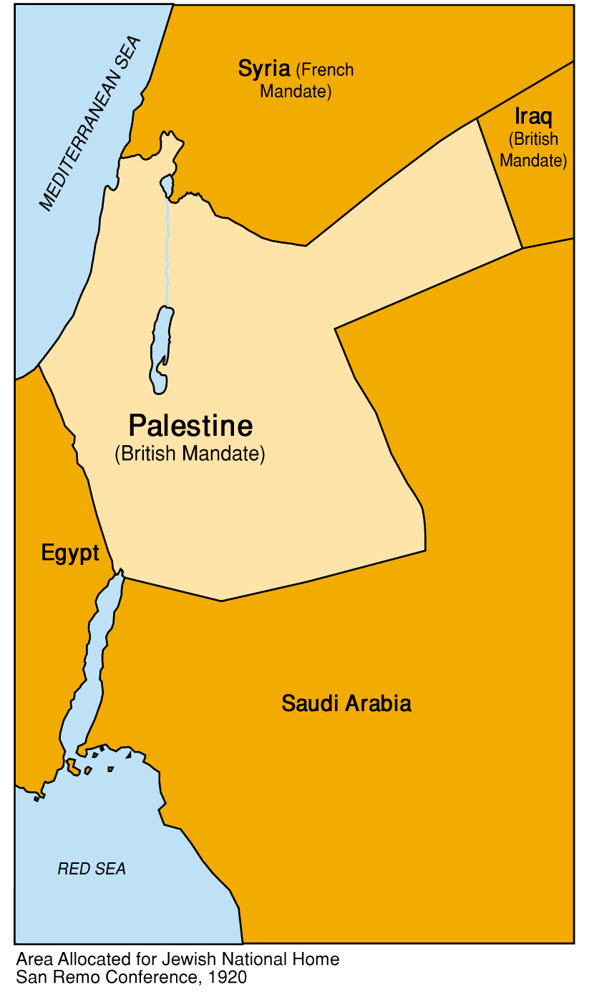 MEDITERRANEAN SEA
Syria (French
Mandate)
Iraq
(British
Mandate)
Palestine
(British Mandate)
Egypt
Saudi Arabia
RED SEA
Area Allocated for Jewish National Home
San Remo Conference, 1920